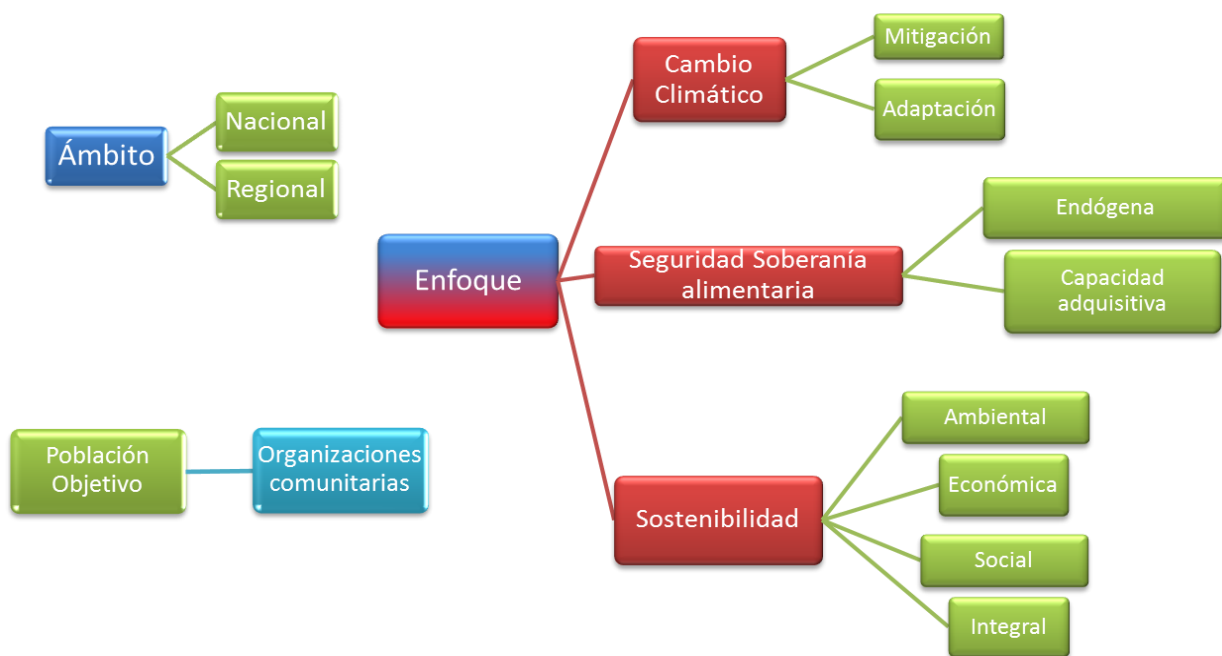 Ámbito
Nacional
Regional
Población
Objetivo
Organizaciones
comunitarias
Enfoque
Cambio
Climático
Mitigación
Adaptación
Seguridad Soberanía
alimentaria
Endógena
Capacidad
adquisitiva
Sostenibilidad
Ambiental
Económica
Social
Integral